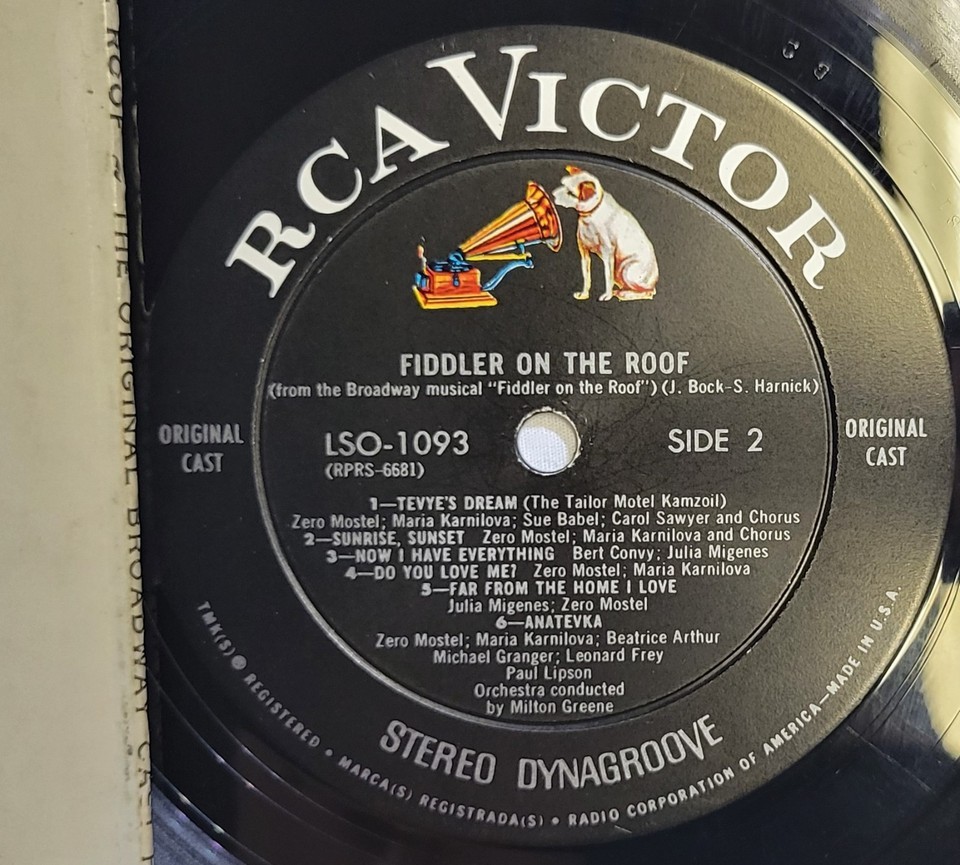 RCA VICTOR
FIDDLER ON THE ROOF
(from the Broadway musical "Fiddler on the Roof") (J. Bock-S. Harnick)
ORIGINAL
CAST
LSO-1093
(RPRS-6681)
SIDE 2
ORIGINAL
CAST
1—TEVYE'S DREAM (The Tailor Motel Kamzoil)
Zero Mostel; Maria Karnilova; Sue Babel; Carol Sawyer and Chorus
2—SUNRISE, SUNSET Zero Mostel; Maria Karnilova and Chorus
3—NOW I HAVE EVERYTHING Bert Convy; Julia Migenes
4—DO YOU LOVE ME? Zero Mostel; Maria Karnilova
5—FAR FROM THE HOME I LOVE
Julia Migenes; Zero Mostel
6—ANATEVKA
Zero Mostel; Maria Karnilova; Beatrice Arthur
Michael Granger; Leonard Frey
Paul Lipson
Orchestra conducted
by Milton Greene
STEREO DYNAGROOVE
TMK(S) ® REGISTERED • MARCA(S) REGISTRADA(S) • RADIO CORPORATION OF AMERICA—MADE IN U.S.A.
ROOF THE ORIGINAL BROADWAY